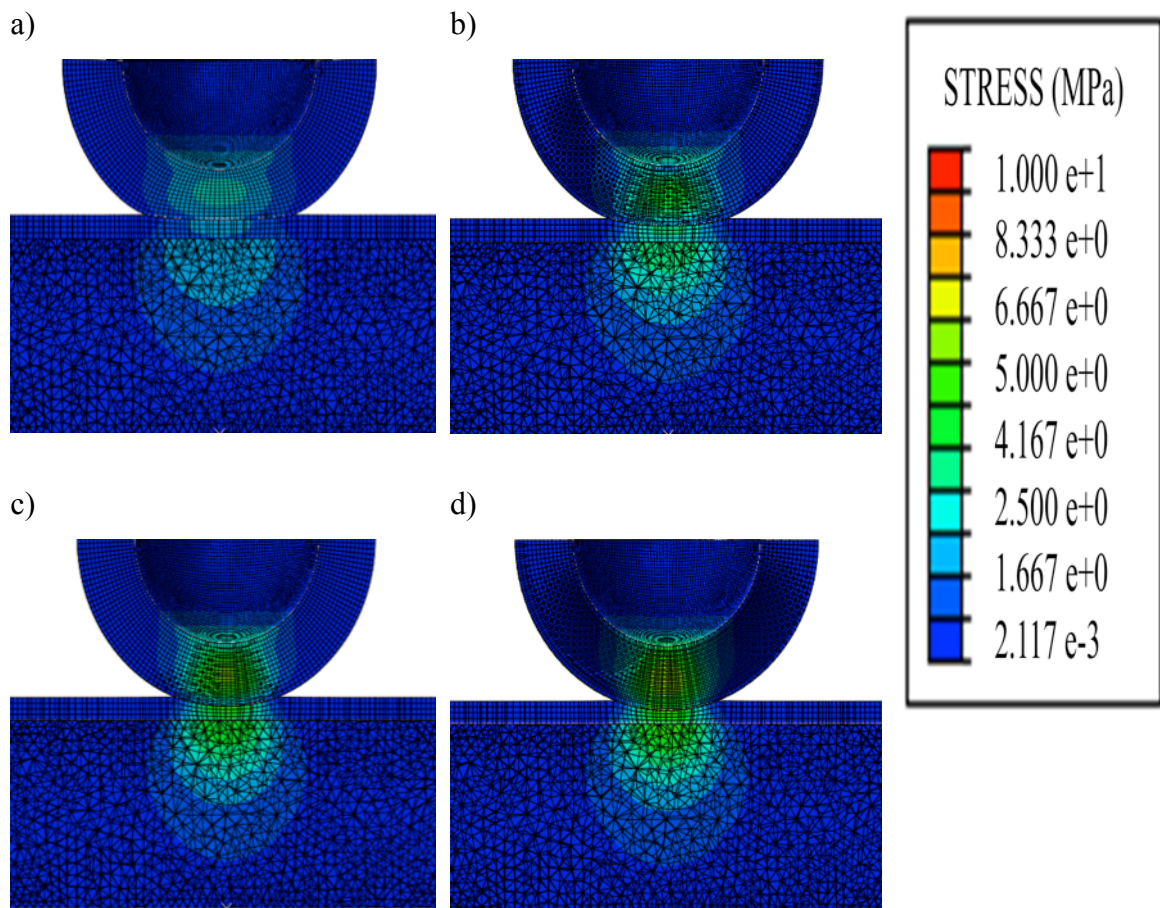 a)
b)
c)
d)
STRESS (MPa)
1.000 e+1
8.333 e+0
6.667 e+0
5.000 e+0
4.167 e+0
2.500 e+0
1.667 e+0
2.117 e-3